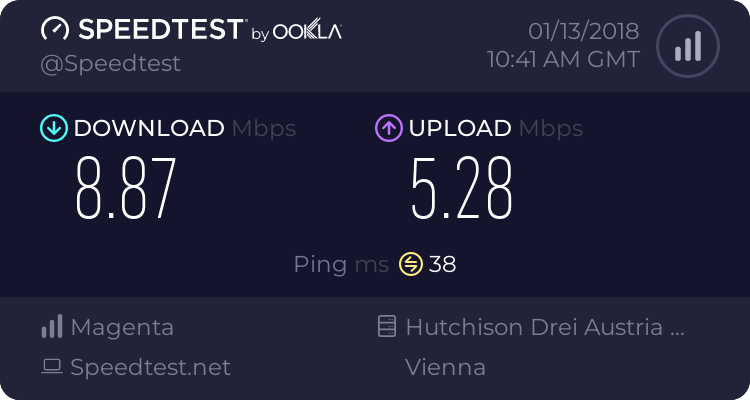 SPEEDTEST by OOKLA
@Speedtest
01/13/2018
10:41 AM GMT
DOWNLOAD Mbps
8.87
UPLOAD Mbps
5.28
Ping ms 38
Magenta
Speedtest.net
Hutchison Drei Austria ...
Vienna